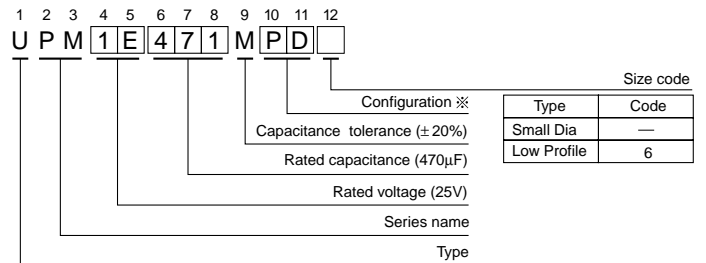 1 2 3 4 5 6 7 8 9 10 11 12
U P M 1 E 4 7 1 M P D
Size code
Configuration ※
Capacitance tolerance (± 20%)
Rated capacitance (470µF)
Rated voltage (25V)
Series name
Type
Type Code
Small Dia —
Low Profile 6